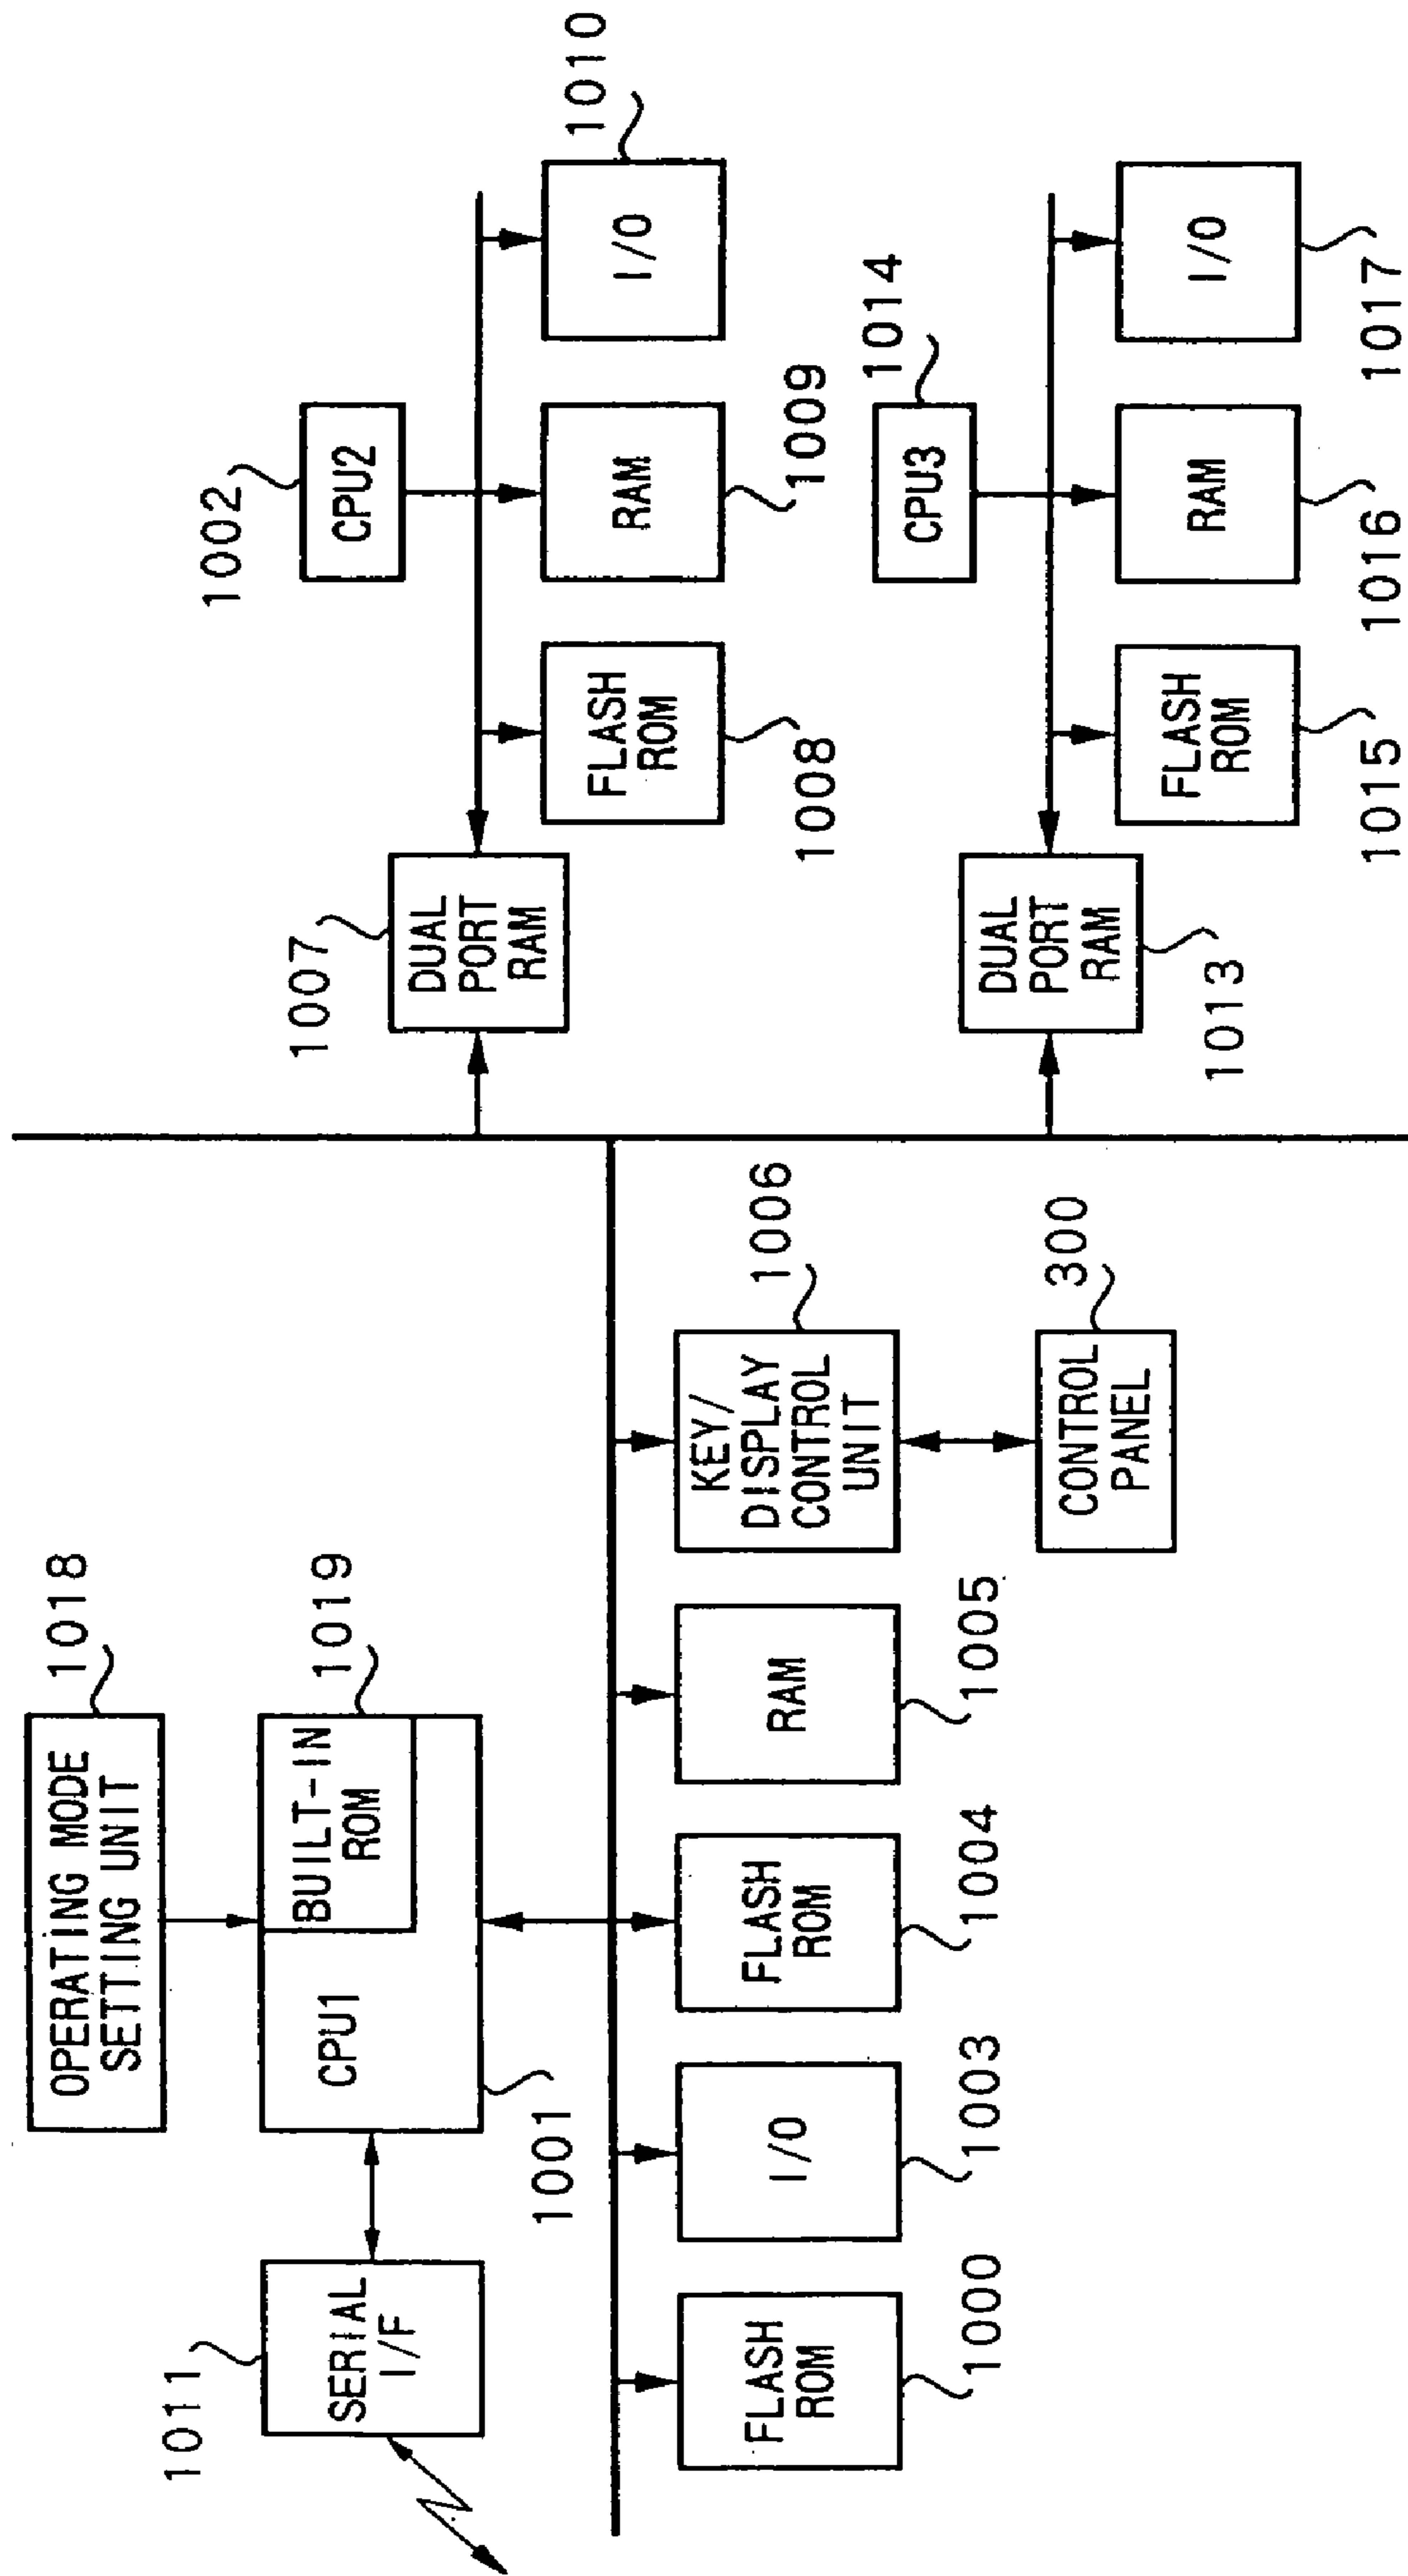 OPERATING MODE
SETTING UNIT
1018
1011
SERIAL
I/F
CPU1
BUILT-IN
ROM
1019
1001
FLASH
ROM
1000
I/O
1003
FLASH
ROM
1004
RAM
1005
KEY/
DISPLAY
CONTROL
UNIT
1006
CONTROL
PANEL
300
1007
DUAL
PORT
RAM
1002
CPU2
FLASH
ROM
1008
RAM
1009
I/O
1010
DUAL
PORT
RAM
1013
CPU3
1014
FLASH
ROM
1015
RAM
1016
I/O
1017